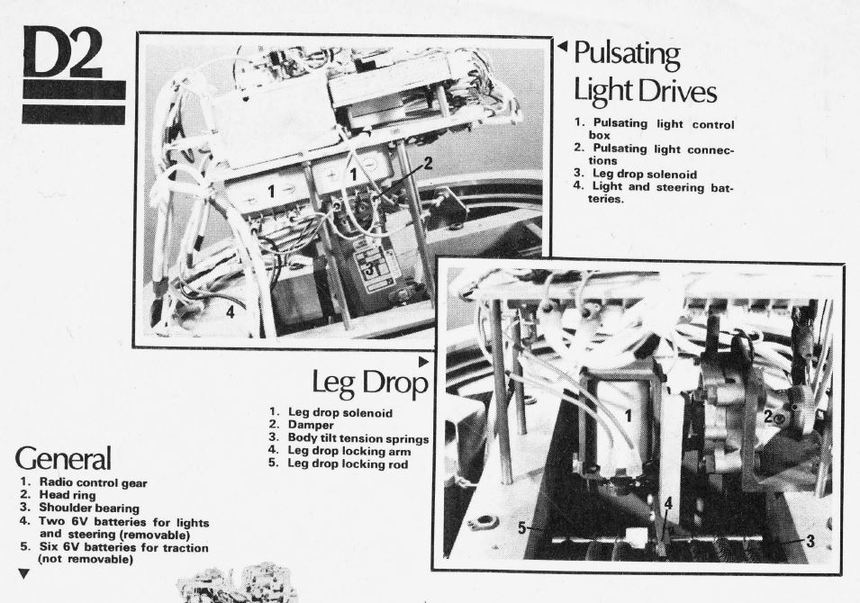 D2
Pulsating
Light Drives
1. Pulsating light control
box
2. Pulsating light connec-
tions
3. Leg drop solenoid
4. Light and steering bat-
teries.
1
1
2
3
4
Leg Drop
1. Leg drop solenoid
2. Damper
3. Body tilt tension springs
4. Leg drop locking arm
5. Leg drop locking rod
1
2
4
5
3
General
1. Radio control gear
2. Head ring
3. Shoulder bearing
4. Two 6V batteries for lights
and steering (removable)
5. Six 6V batteries for traction
(not removable)